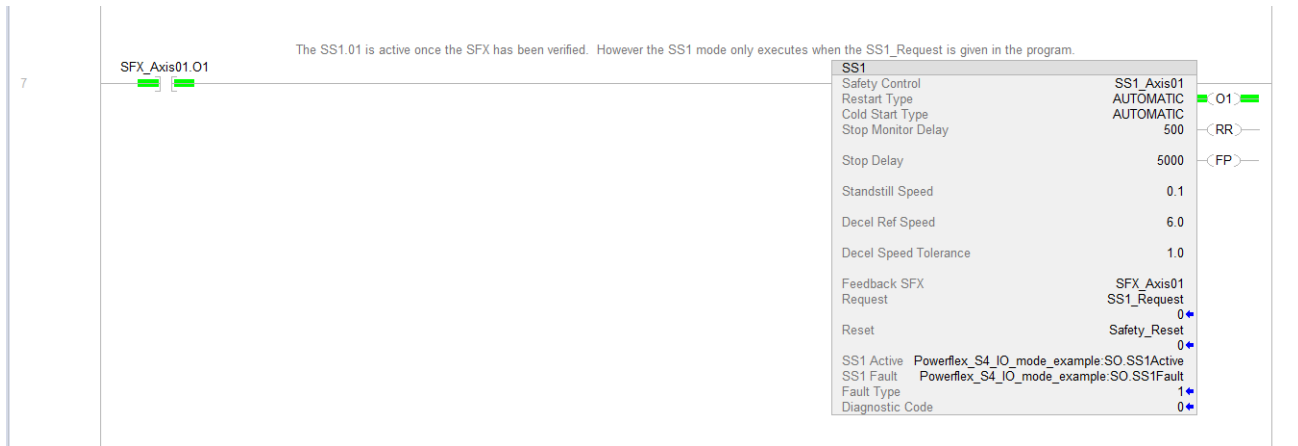 The SS1.01 is active once the SFX has been verified. However the SS1 mode only executes when the SS1_Request is given in the program.
SFX_Axis01.O1
7
SS1
Safety Control SS1_Axis01
Restart Type AUTOMATIC O1
Cold Start Type AUTOMATIC
Stop Monitor Delay 500 RR
Stop Delay 5000 FP
Standstill Speed 0.1
Decel Ref Speed 6.0
Decel Speed Tolerance 1.0
Feedback SFX SFX_Axis01
Request SS1_Request
0
Reset Safety_Reset
0
SS1 Active Powerflex_S4_IO_mode_example:SO.SS1Active
SS1 Fault Powerflex_S4_IO_mode_example:SO.SS1Fault
Fault Type 1
Diagnostic Code 0